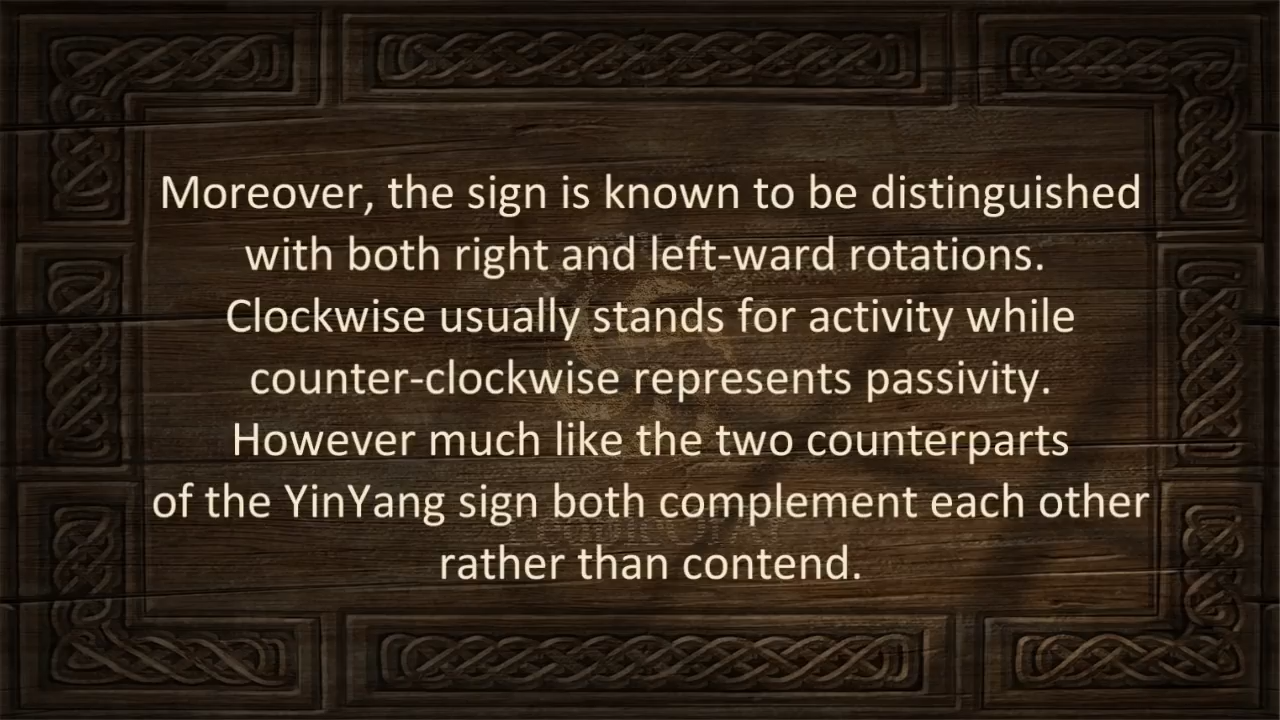 Moreover, the sign is known to be distinguished
with both right and left-ward rotations.
Clockwise usually stands for activity while
counter-clockwise represents passivity.
However much like the two counterparts
of the YinYang sign both complement each other
rather than contend.